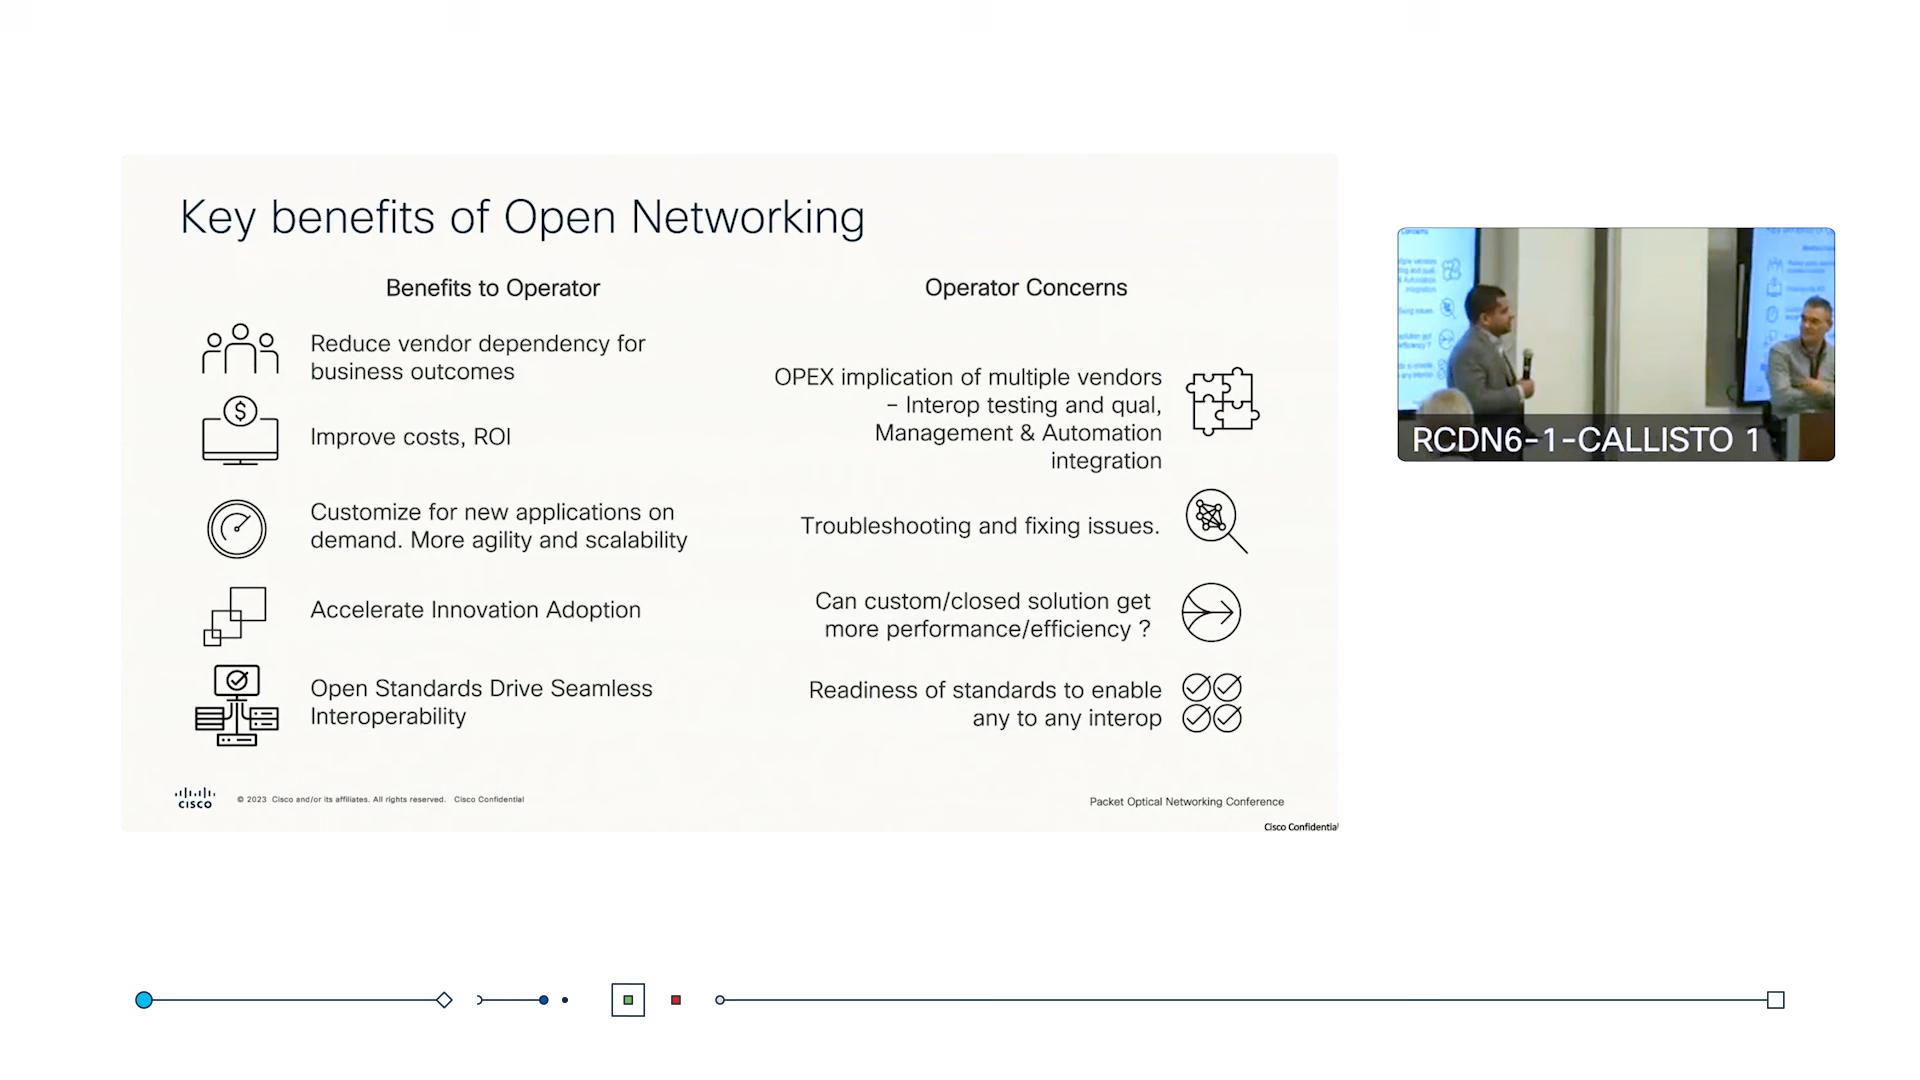 Key benefits of Open Networking
Benefits to Operator
Reduce vendor dependency for
business outcomes
$
Improve costs, ROI
Customize for new applications on
demand. More agility and scalability
Accelerate Innovation Adoption
Open Standards Drive Seamless
Interoperability
Operator Concerns
OPEX implication of multiple vendors
– Interop testing and qual,
Management & Automation
integration
Troubleshooting and fixing issues.
Can custom/closed solution get
more performance/efficiency ?
Readiness of standards to enable
any to any interop
CISCO
© 2023 Cisco and/or its affiliates. All rights reserved. Cisco Confidential
Packet Optical Networking Conference
Cisco Confidential
RCDN6-1-CALLISTO 1